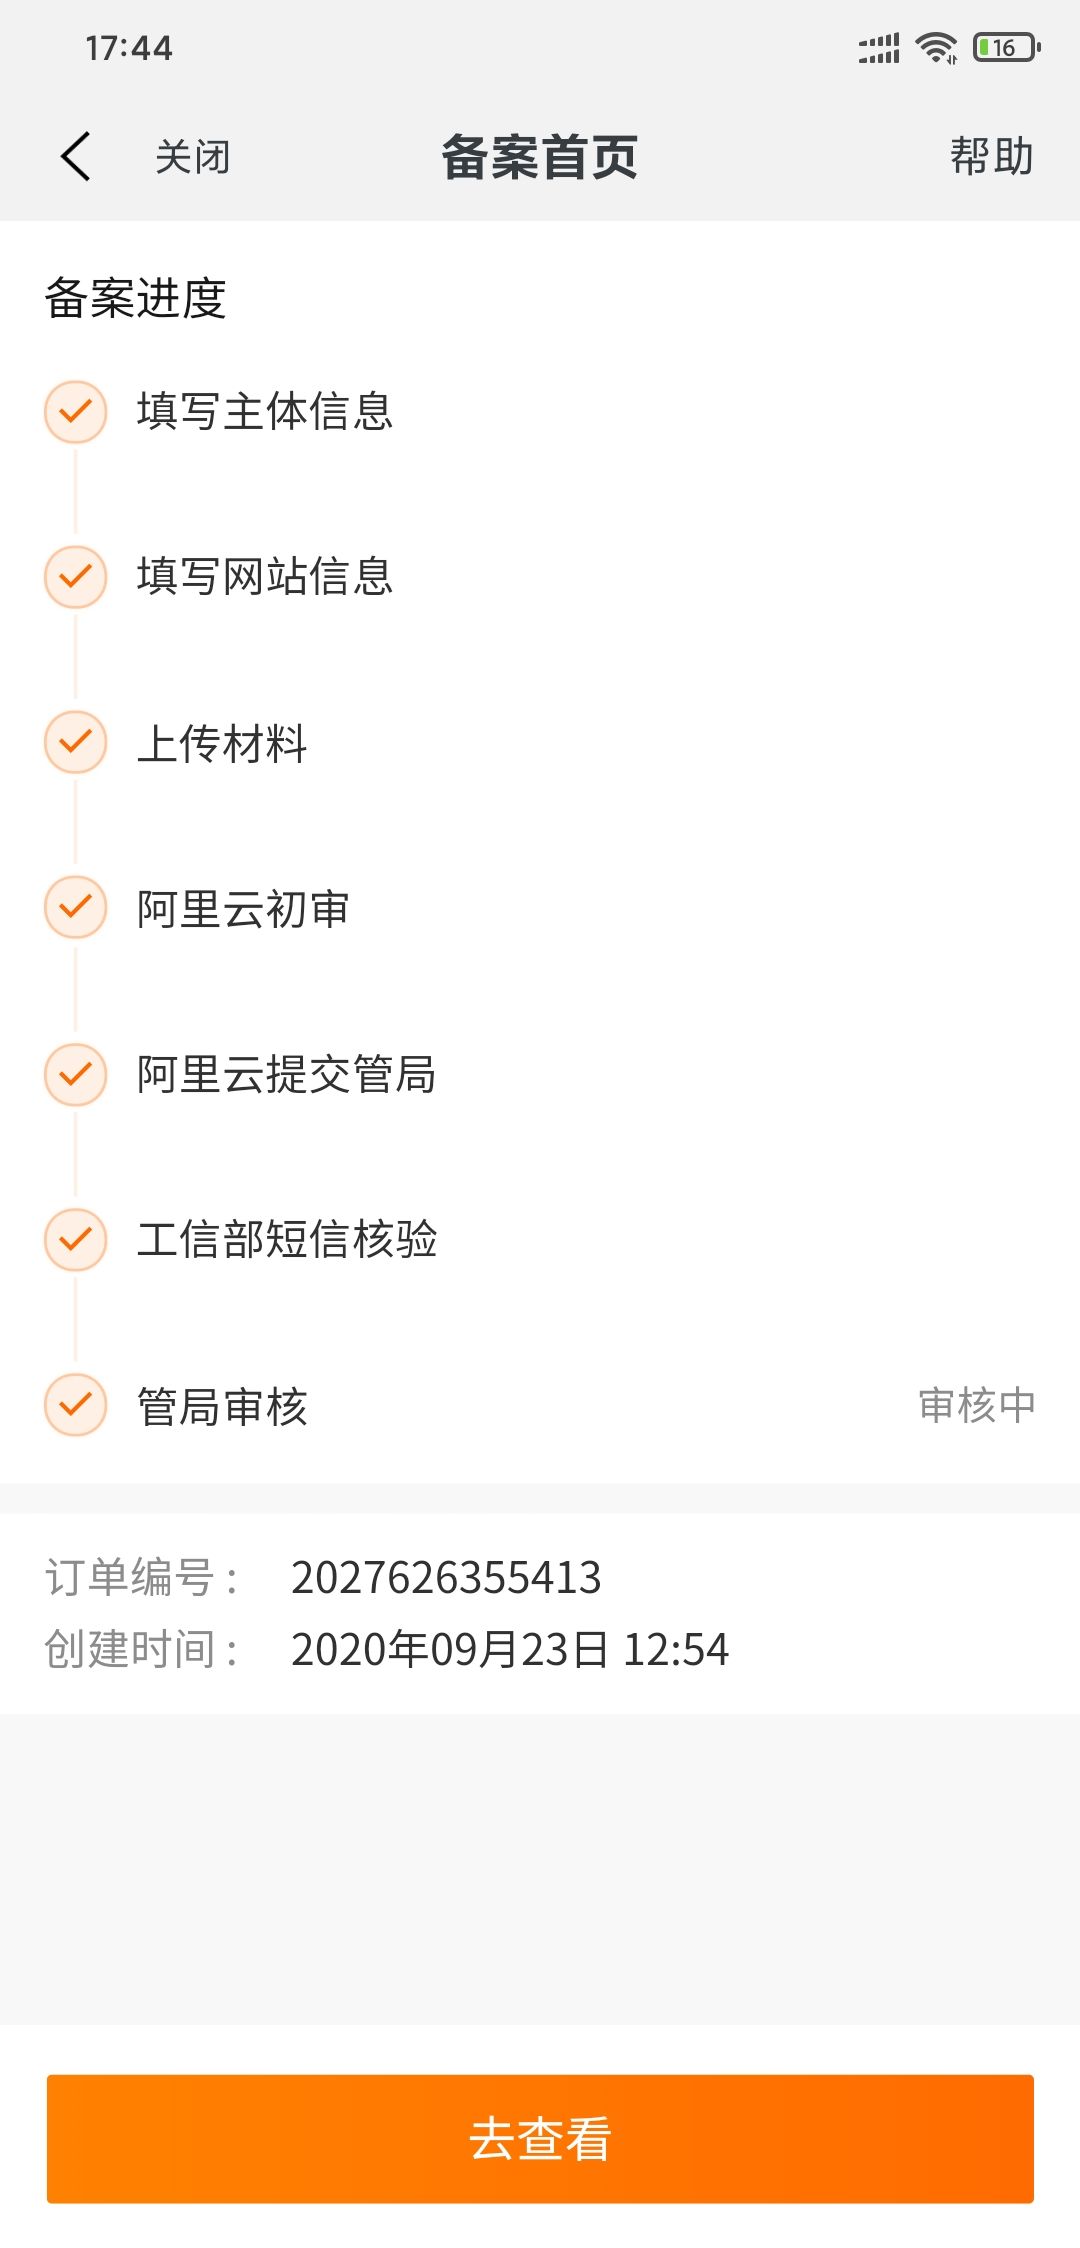 17:44
16
关闭
备案首页
帮助
备案进度
填写主体信息
填写网站信息
上传材料
阿里云初审
阿里云提交管局
工信部短信核验
管局审核
审核中
订单编号： 2027626355413
创建时间： 2020年09月23日 12:54
去查看